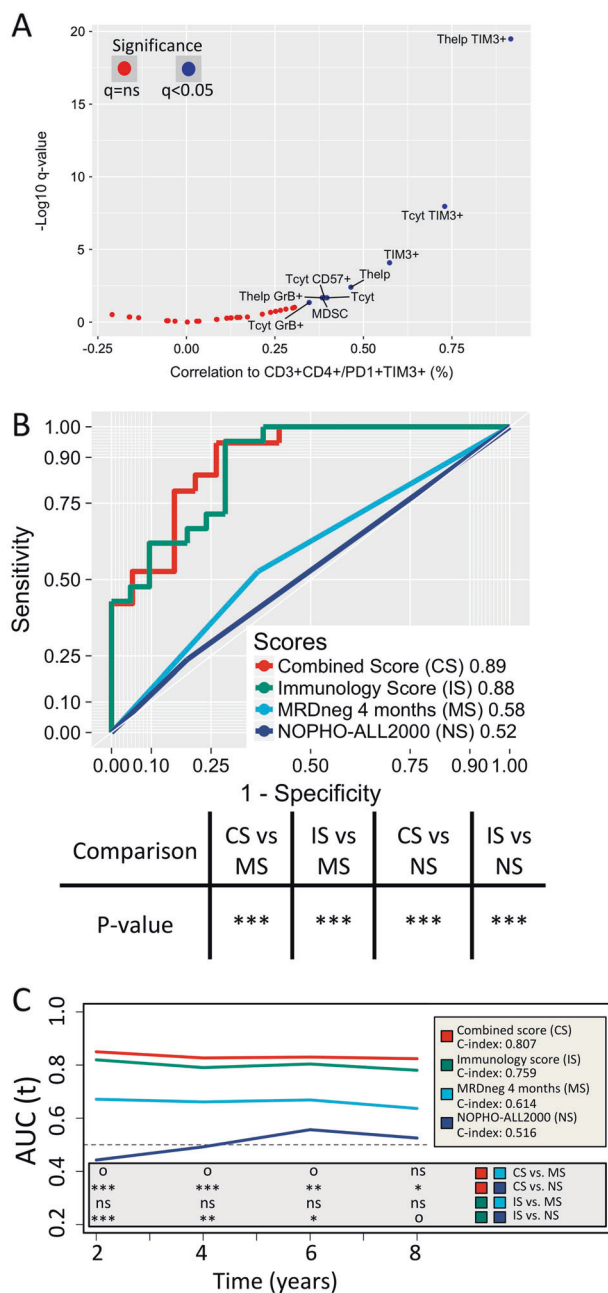 A
Significance
q=ns
q<0.05
-Log10 q-value
20
15
10
5
0
Thelp TIM3+
Tcyt TIM3+
TIM3+
Thelp
Tcyt CD57+
Thelp GrB+
Tcyt
MDSC
Tcyt GrB+
-0.25
0.00
0.25
0.50
0.75
Correlation to CD3+CD4+/PD1+TIM3+ (%)
B
Sensitivity
1.00
0.90
0.75
0.50
0.25
0.10
0.00
Scores
Combined Score (CS) 0.89
Immunology Score (IS) 0.88
MRDneg 4 months (MS) 0.58
NOPHO-ALL2000 (NS) 0.52
0.00 0.10 0.25 0.50 0.75 0.90 1.00
1 - Specificity
Comparison
CS vs MS
IS vs MS
CS vs NS
IS vs NS
P-value
*** *** *** ***
C
AUC (t)
1.0
0.8
0.6
0.4
0.2
Combined score (CS)
C-index: 0.807
Immunology score (IS)
C-index: 0.759
MRDneg 4 months (MS)
C-index: 0.614
NOPHO-ALL2000 (NS)
C-index: 0.516
o o o ns CS vs. MS
*** *** ** * CS vs. NS
ns ns ns ns IS vs. MS
*** ** * o IS vs. NS
2 4 6 8
Time (years)